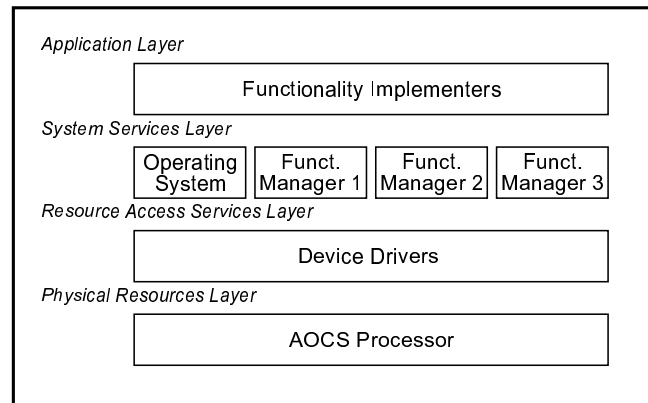 Application Layer
Functionality Implementers
System Services Layer
Operating System
Funct. Manager 1
Funct. Manager 2
Funct. Manager 3
Resource Access Services Layer
Device Drivers
Physical Resources Layer
AOCS Processor